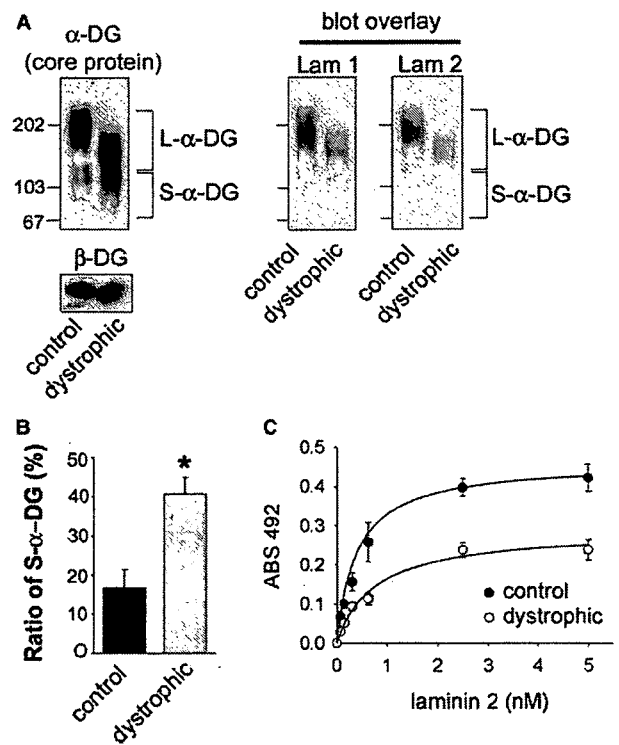 A
α-DG
(core protein)
202
103
67
L-α-DG
S-α-DG
β-DG
control
dystrophic
blot overlay
Lam 1
Lam 2
L-α-DG
S-α-DG
control
dystrophic
control
dystrophic
B
Ratio of S-α–DG (%)
50
40
30
20
10
0
*
control
dystrophic
C
ABS 492
0.5
0.4
0.3
0.2
0.1
0.0
control
dystrophic
0 1 2 3 4 5
laminin 2 (nM)